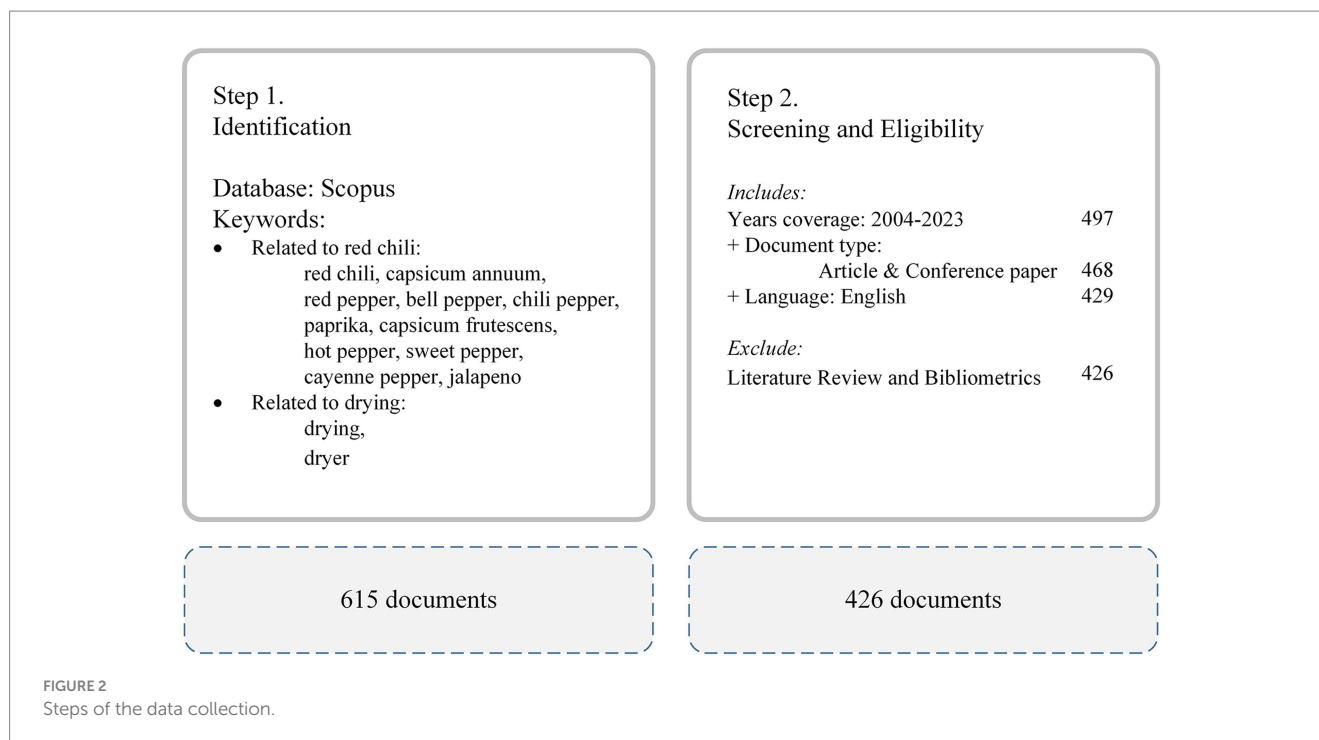 Step 1.
Identification
Database: Scopus
Keywords:
• Related to red chili:
red chili, capsicum annuum,
red pepper, bell pepper, chili pepper,
paprika, capsicum frutescens,
hot pepper, sweet pepper,
cayenne pepper, jalapeno
• Related to drying:
drying,
dryer
615 documents
Step 2.
Screening and Eligibility
Includes:
Years coverage: 2004-2023 497
+ Document type:
Article & Conference paper 468
+ Language: English 429
Exclude:
Literature Review and Bibliometrics 426
426 documents
FIGURE 2
Steps of the data collection.